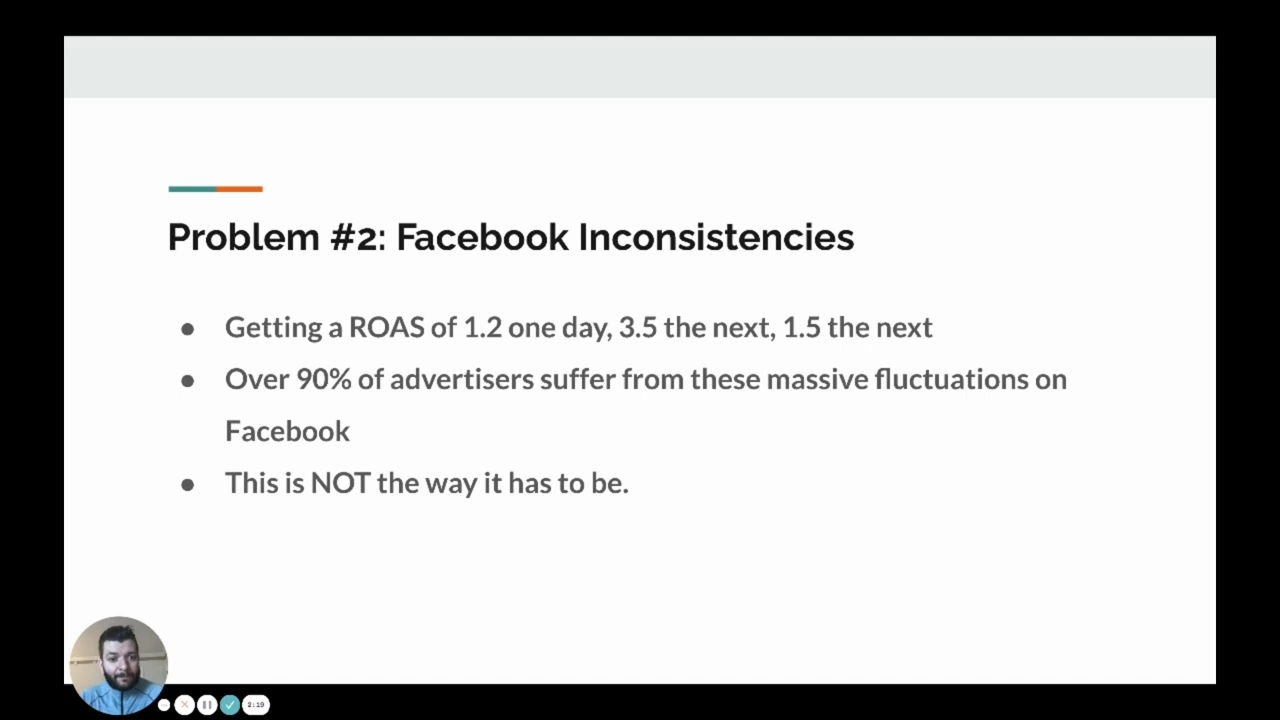 Problem #2: Facebook Inconsistencies
● Getting a ROAS of 1.2 one day, 3.5 the next, 1.5 the next
● Over 90% of advertisers suffer from these massive fluctuations on
Facebook
● This is NOT the way it has to be.
2:19